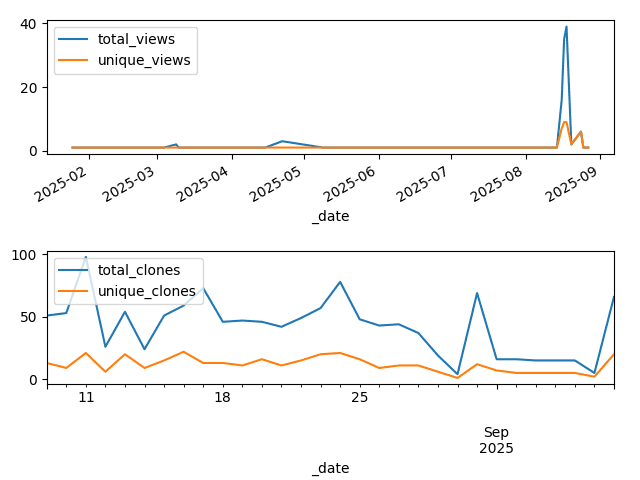 40
20
0
total_views
unique_views
2025-02
2025-03
2025-04
2025-05
2025-06
2025-07
2025-08
2025-09
_date
100
50
0
total_clones
unique_clones
11
18
25
Sep
2025
_date